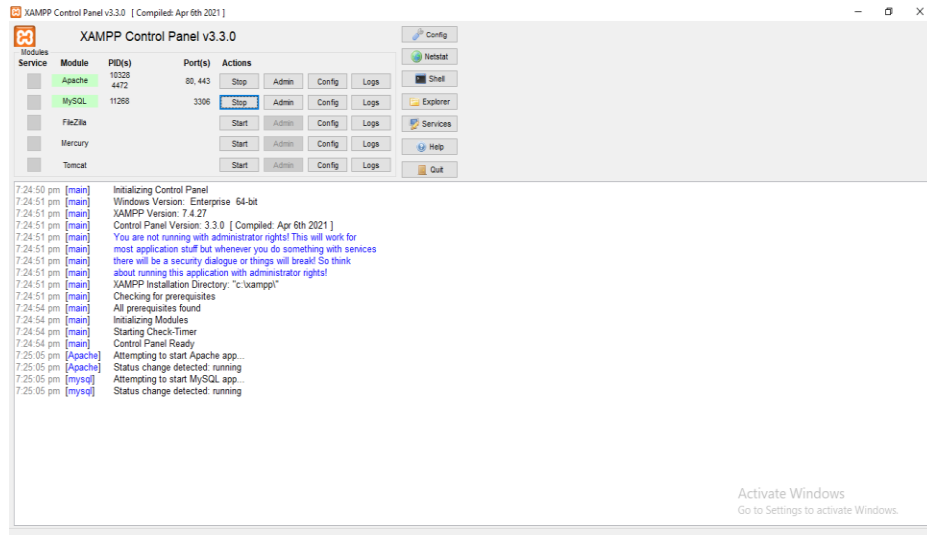 XAMPP Control Panel v3.3.0 [ Compiled: Apr 6th 2021 ]
XAMPP Control Panel v3.3.0
Config
Modules
Service Module PID(s) Port(s) Actions
Netstat
Apache 10328 4472 80, 443 Stop Admin Config Logs
Shell
MySQL 11268 3306 Stop Admin Config Logs
Explorer
FileZilla Start Admin Config Logs
Services
Mercury Start Admin Config Logs
Help
Tomcat Start Admin Config Logs
Quit
7:24:50 pm [main] Initializing Control Panel
7:24:51 pm [main] Windows Version: Enterprise 64-bit
7:24:51 pm [main] XAMPP Version: 7.4.27
7:24:51 pm [main] Control Panel Version: 3.3.0 [ Compiled: Apr 6th 2021 ]
7:24:51 pm [main] You are not running with administrator rights! This will work for
7:24:51 pm [main] most application stuff but whenever you do something with services
7:24:51 pm [main] there will be a security dialogue or things will break! So think
7:24:51 pm [main] about running this application with administrator rights!
7:24:51 pm [main] XAMPP Installation Directory: "c:\xampp\"
7:24:51 pm [main] Checking for prerequisites
7:24:54 pm [main] All prerequisites found
7:24:54 pm [main] Initializing Modules
7:24:54 pm [main] Starting Check-Timer
7:24:54 pm [main] Control Panel Ready
7:25:05 pm [Apache] Attempting to start Apache app...
7:25:05 pm [Apache] Status change detected: running
7:25:05 pm [mysql] Attempting to start MySQL app...
7:25:05 pm [mysql] Status change detected: running
Activate Windows
Go to Settings to activate Windows.